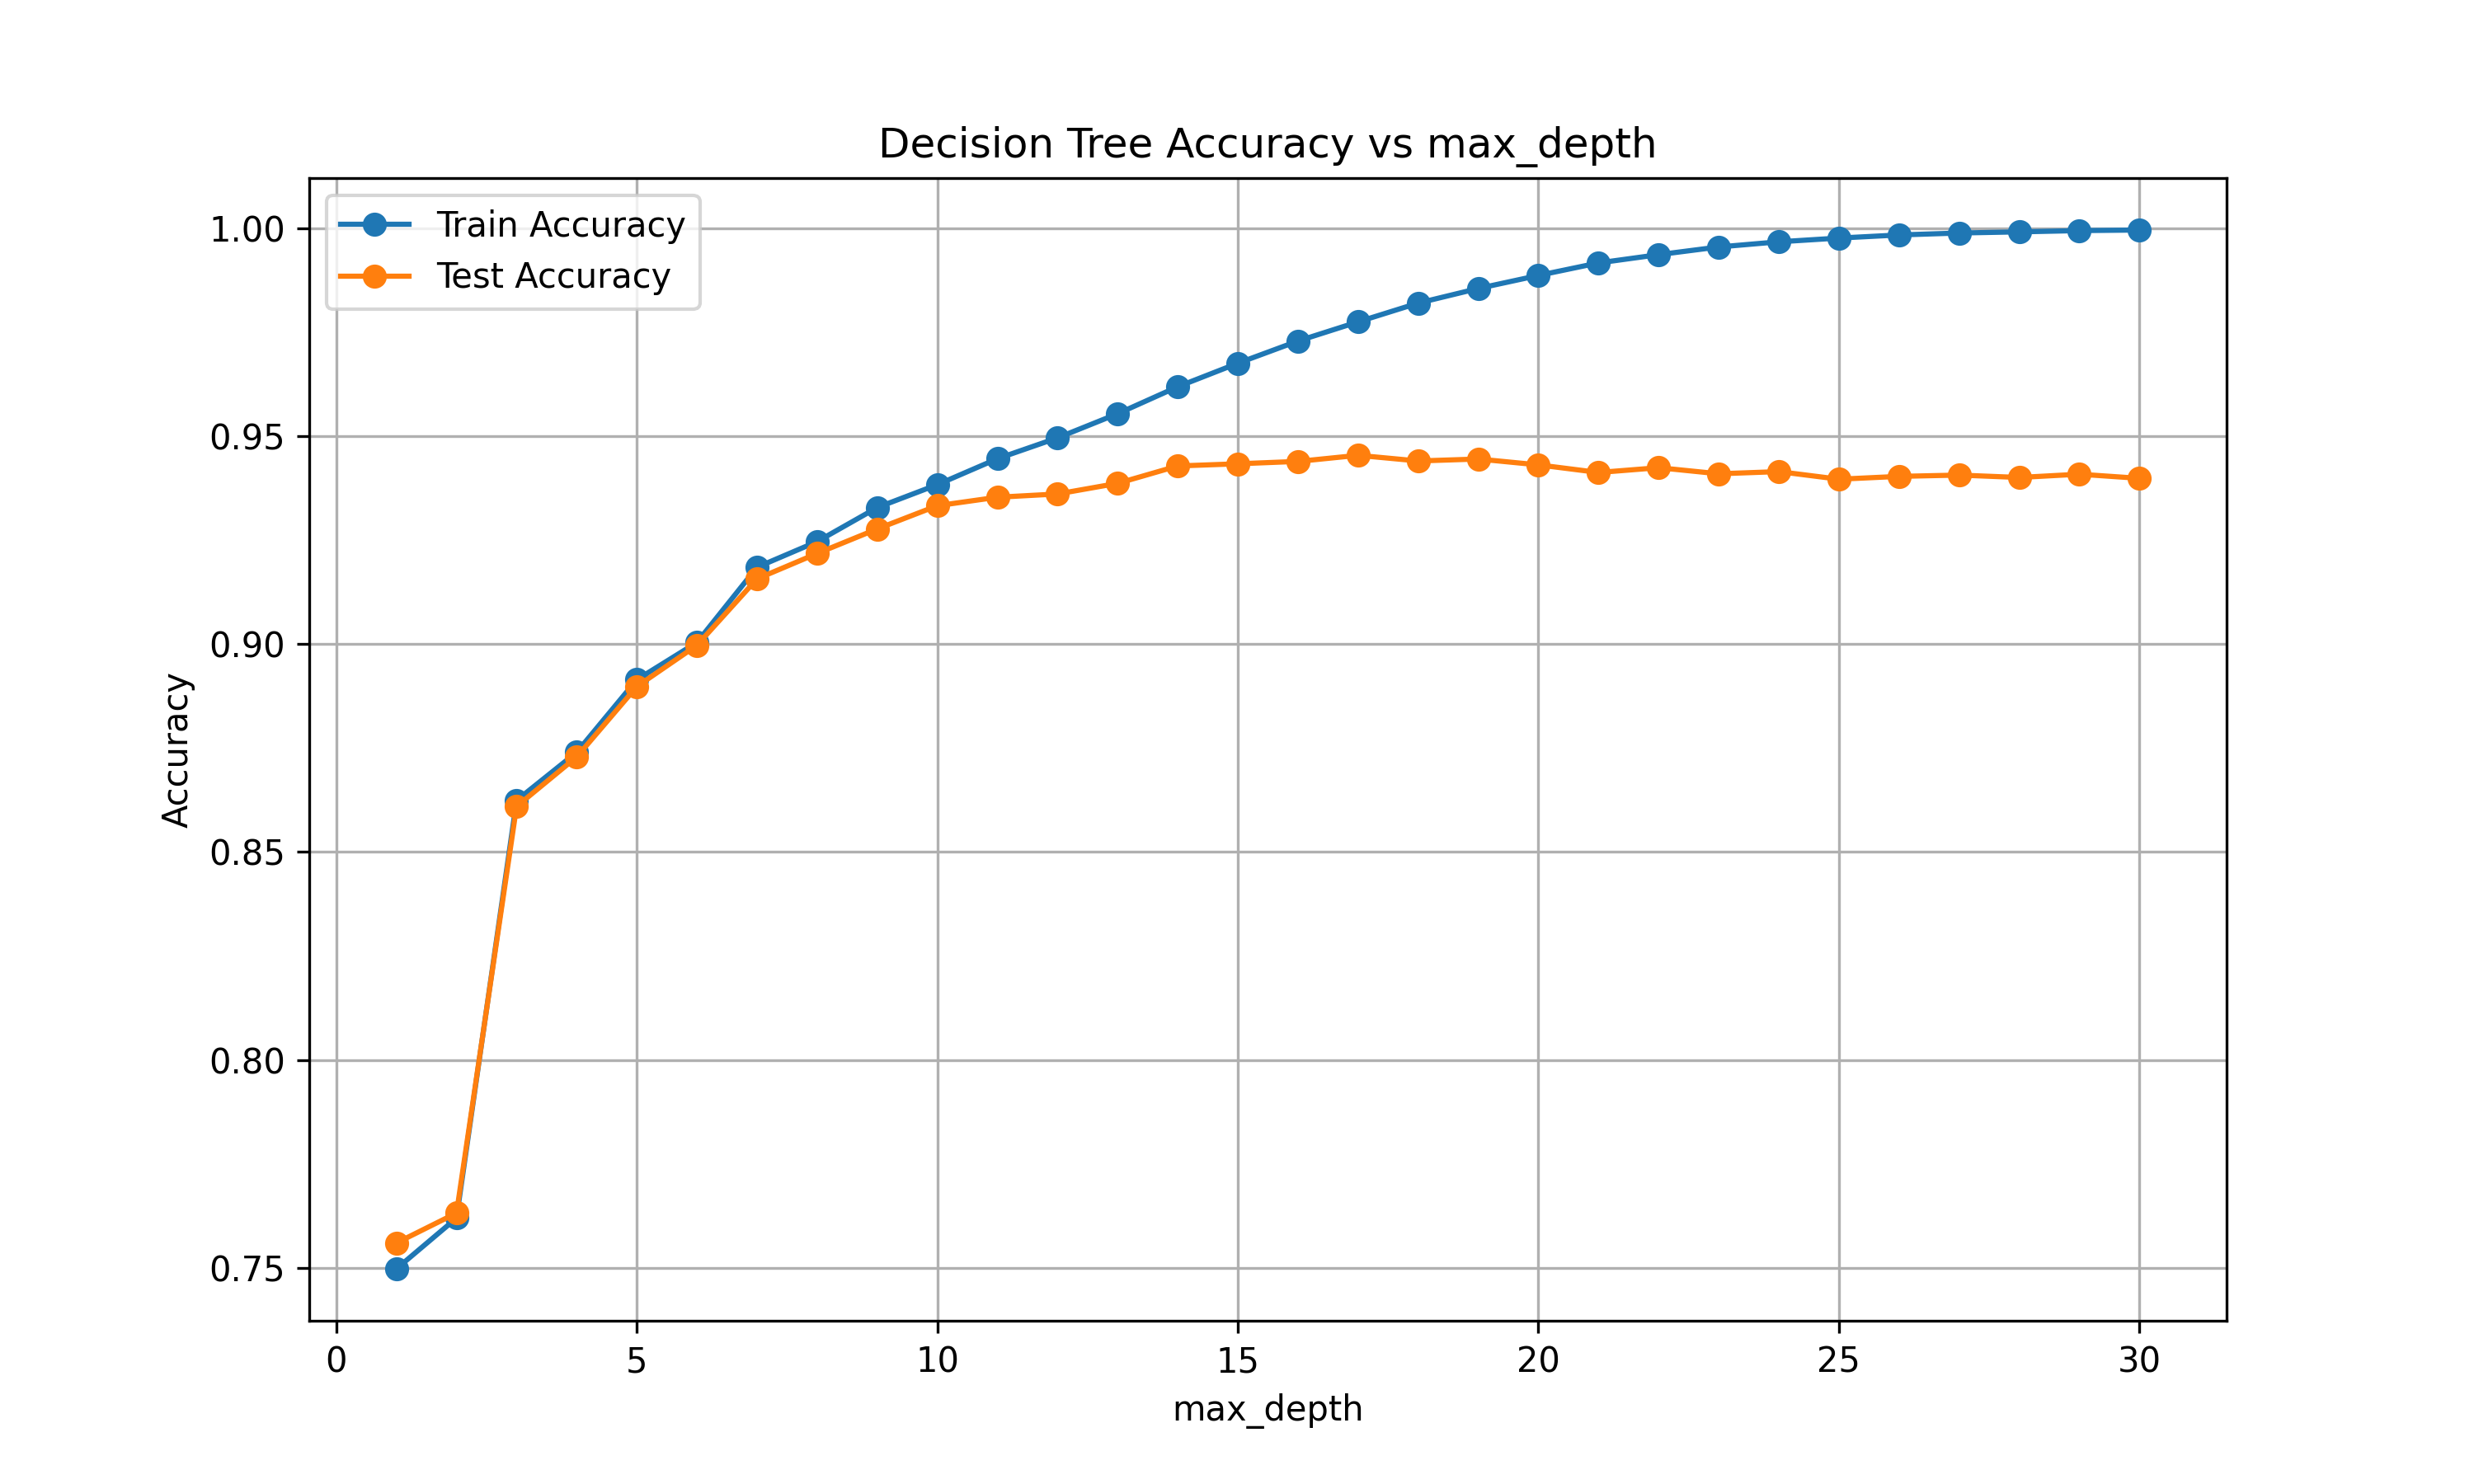 Decision Tree Accuracy vs max_depth
Train Accuracy
Test Accuracy
1.00
0.95
0.90
0.85
0.80
0.75
Accuracy
0 5 10 15 20 25 30
max_depth